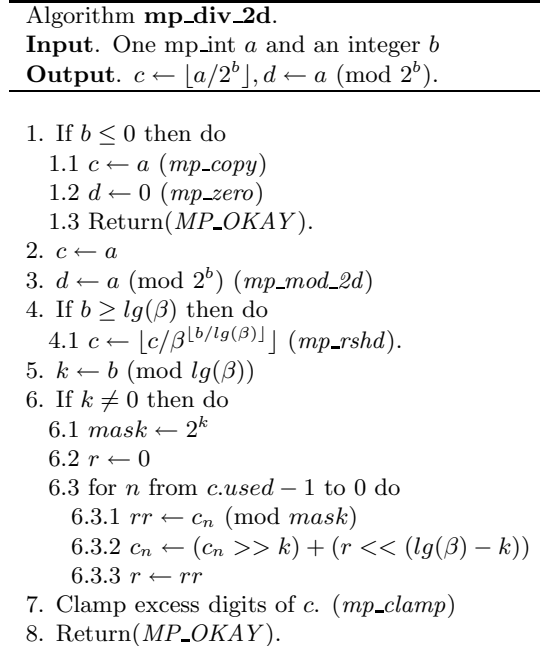 Algorithm mp_div_2d.
Input. One mp_int a and an integer b
Output. c ← ⌊a/2^b⌋, d ← a (mod 2^b).
1. If b ≤ 0 then do
1.1 c ← a (mp_copy)
1.2 d ← 0 (mp_zero)
1.3 Return(MP_OKAY).
2. c ← a
3. d ← a (mod 2^b) (mp_mod_2d)
4. If b ≥ lg(β) then do
4.1 c ← ⌊c/β^{⌊b/lg(β)⌋}⌋ (mp_rshd).
5. k ← b (mod lg(β))
6. If k ≠ 0 then do
6.1 mask ← 2^k
6.2 r ← 0
6.3 for n from c.used − 1 to 0 do
6.3.1 rr ← c_n (mod mask)
6.3.2 c_n ← (c_n >> k) + (r << (lg(β) − k))
6.3.3 r ← rr
7. Clamp excess digits of c. (mp_clamp)
8. Return(MP_OKAY).